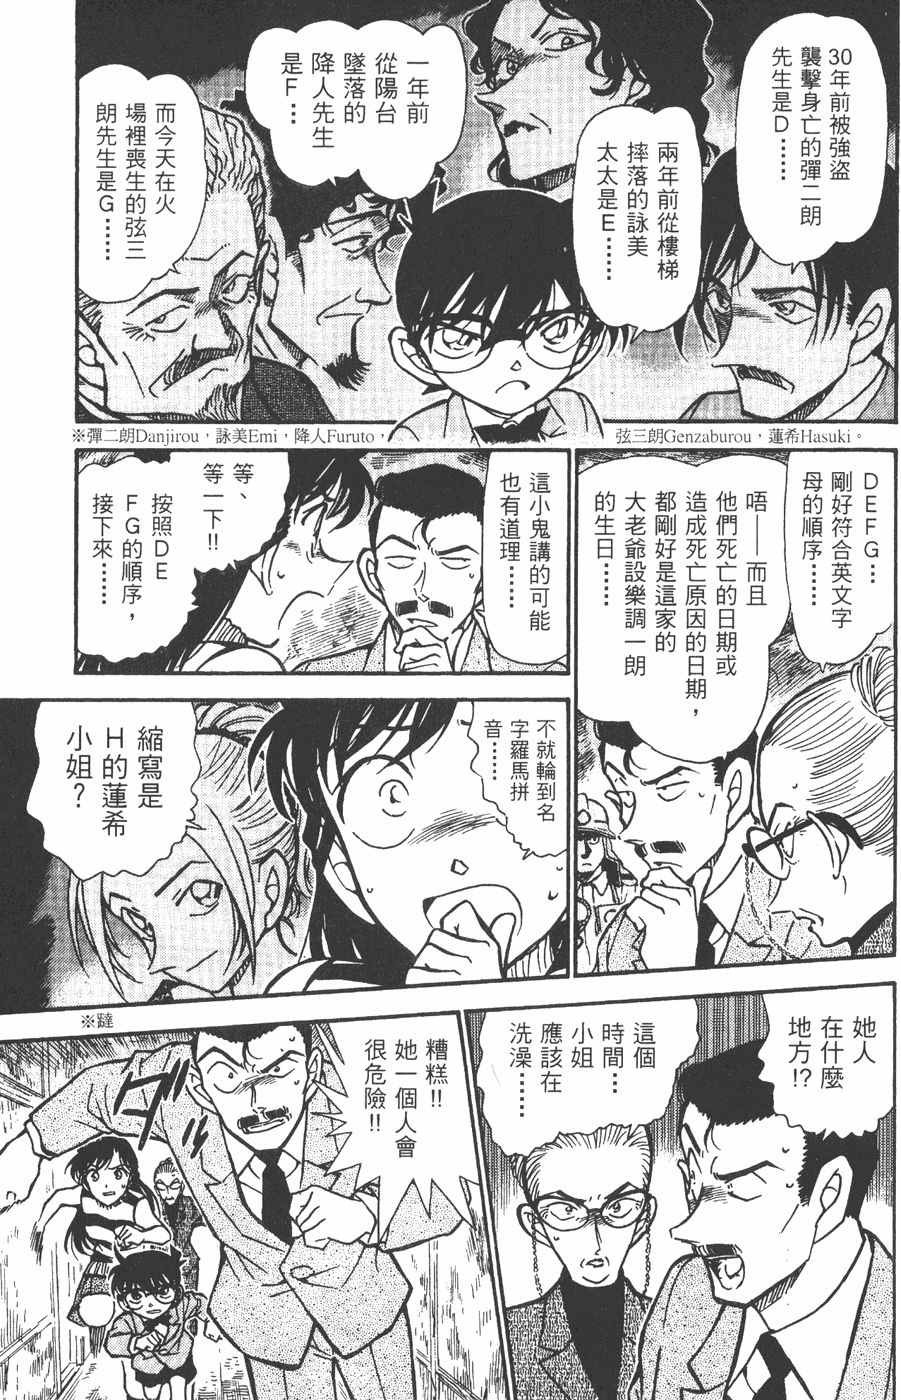 30年前被強盜
襲擊身亡的彈二朗
先生是D……
兩年前從樓梯
摔落的詠美
太太是E……
一年前
從陽台
墜落的
降人先生
是F…
而今天在火
場裡喪生的弦三
朗先生是G……
※彈二朗Danjirou，詠美Emi，降人Furuto，
弦三朗Genzaburou，蓮希Hasuki。
DEFG…
剛好符合英文字
母的順序……
唔——而且
他們死亡的日期或
造成死亡原因的日期，
都剛好是這家的
大老爺設樂調一朗
的生日……
這小鬼講的可能
也有道理……
等、
等一下!!
按照DE
FG的順序，
接下來……
不就輪到名
字羅馬拼
音……
縮寫是
H的蓮希
小姐？
她人
在什麼
地方!?
這個
時間…
小姐
應該在
洗澡……
糟糕!!
她一個人會
很危險!!
※躂
ダッ